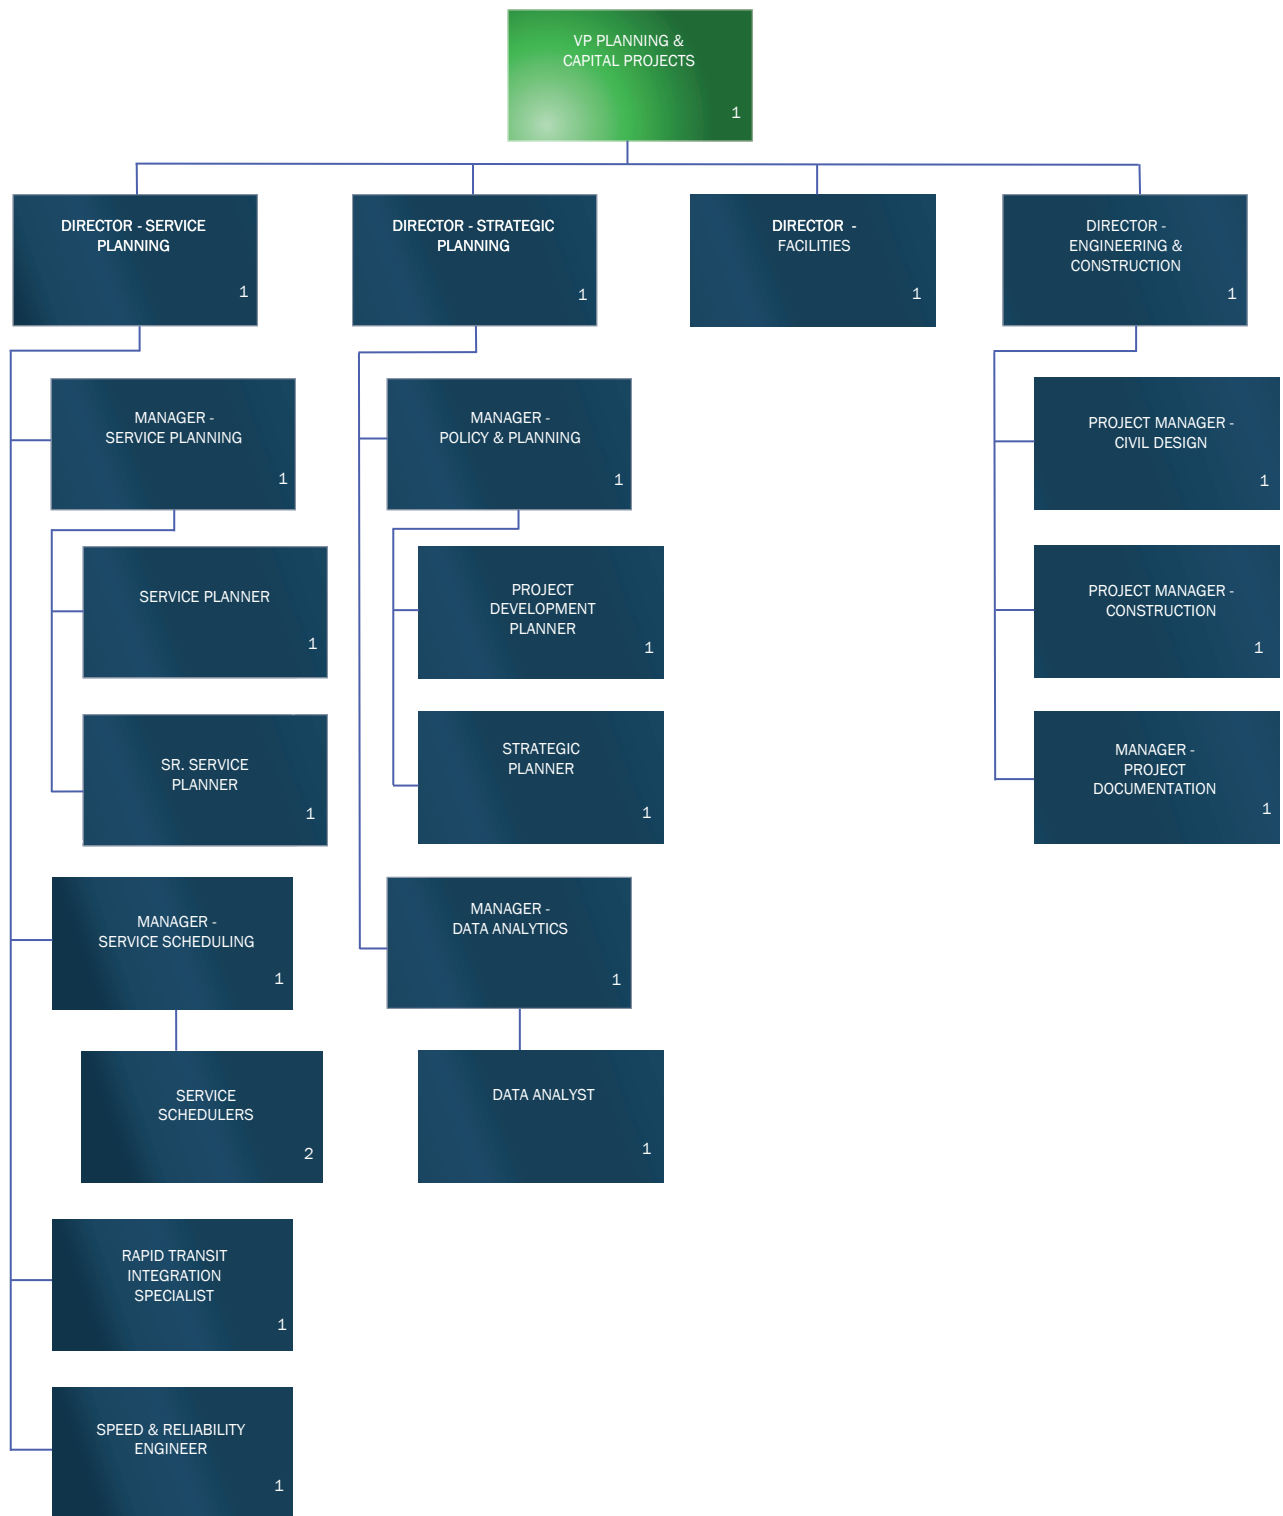 VP PLANNING &
CAPITAL PROJECTS
1
DIRECTOR - SERVICE
PLANNING
1
DIRECTOR - STRATEGIC
PLANNING
1
DIRECTOR -
FACILITIES
1
DIRECTOR -
ENGINEERING &
CONSTRUCTION
1
MANAGER -
SERVICE PLANNING
1
SERVICE PLANNER
1
SR. SERVICE
PLANNER
1
MANAGER -
SERVICE SCHEDULING
1
SERVICE
SCHEDULERS
2
RAPID TRANSIT
INTEGRATION
SPECIALIST
1
SPEED & RELIABILITY
ENGINEER
1
MANAGER -
POLICY & PLANNING
1
PROJECT
DEVELOPMENT
PLANNER
1
STRATEGIC
PLANNER
1
MANAGER -
DATA ANALYTICS
1
DATA ANALYST
1
PROJECT MANAGER -
CIVIL DESIGN
1
PROJECT MANAGER -
CONSTRUCTION
1
MANAGER -
PROJECT
DOCUMENTATION
1